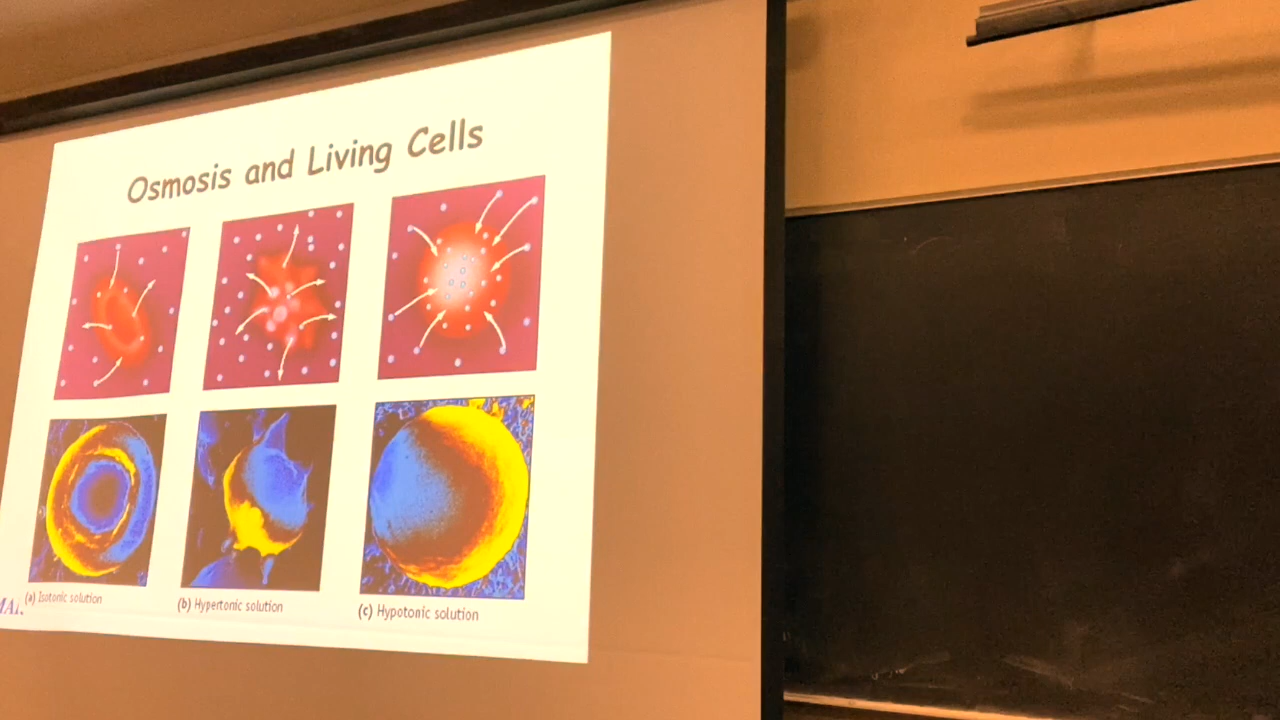 Osmosis and Living Cells
(a) Isotonic solution
(b) Hypertonic solution
(c) Hypotonic solution